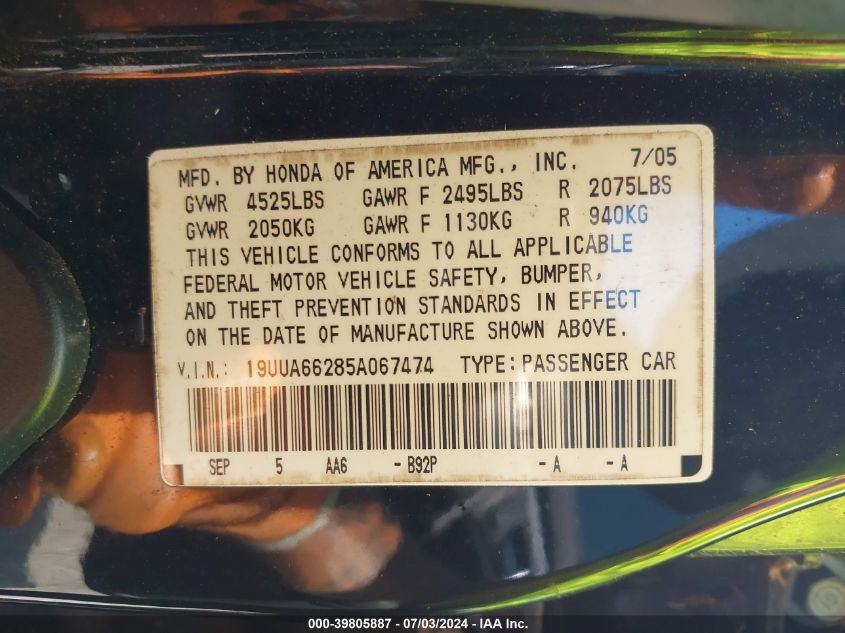 MFD. BY HONDA OF AMERICA MFG., INC. 7/05
GVWR 4525LBS GAWR F 2495LBS R 2075LBS
GVWR 2050KG GAWR F 1130KG R 940KG
THIS VEHICLE CONFORMS TO ALL APPLICABLE
FEDERAL MOTOR VEHICLE SAFETY, BUMPER,
AND THEFT PREVENTION STANDARDS IN EFFECT
ON THE DATE OF MANUFACTURE SHOWN ABOVE.
V.I.N.: 19UUA66285A067474 TYPE: PASSENGER CAR
SEP 5 AA6 - B92P - A - A
000-39805887 - 07/03/2024 - IAA Inc.